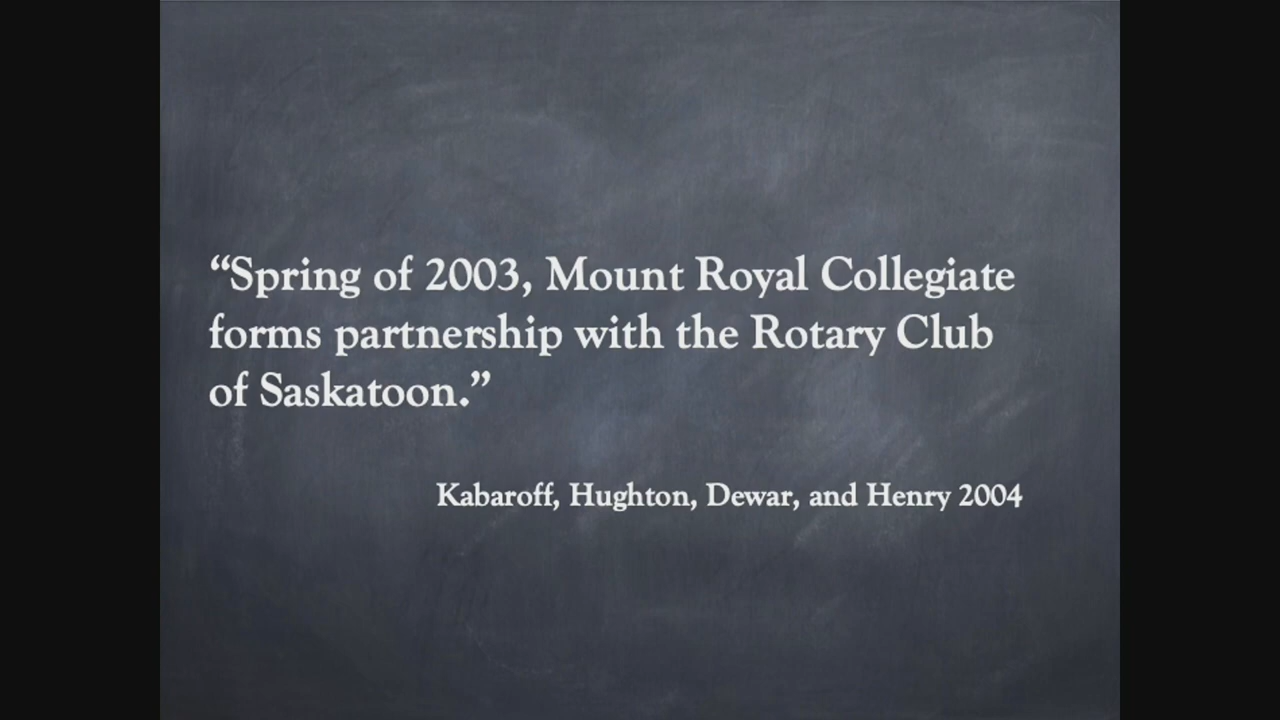 “Spring of 2003, Mount Royal Collegiate
forms partnership with the Rotary Club
of Saskatoon.”
Kabaroff, Hughton, Dewar, and Henry 2004